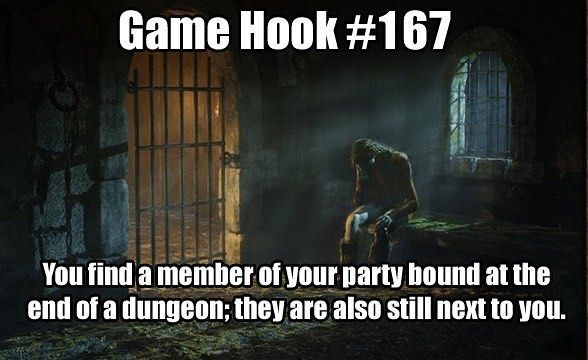 Game Hook #167
You find a member of your party bound at the
end of a dungeon; they are also still next to you.